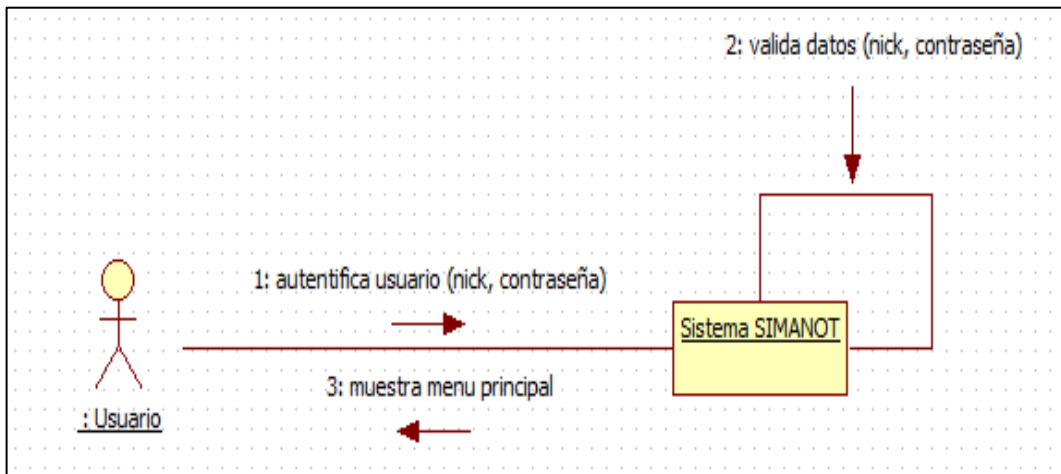 2: valida datos (nick, contraseña)
1: autentifica usuario (nick, contraseña)
Sistema SIMANOT
3: muestra menu principal
: Usuario